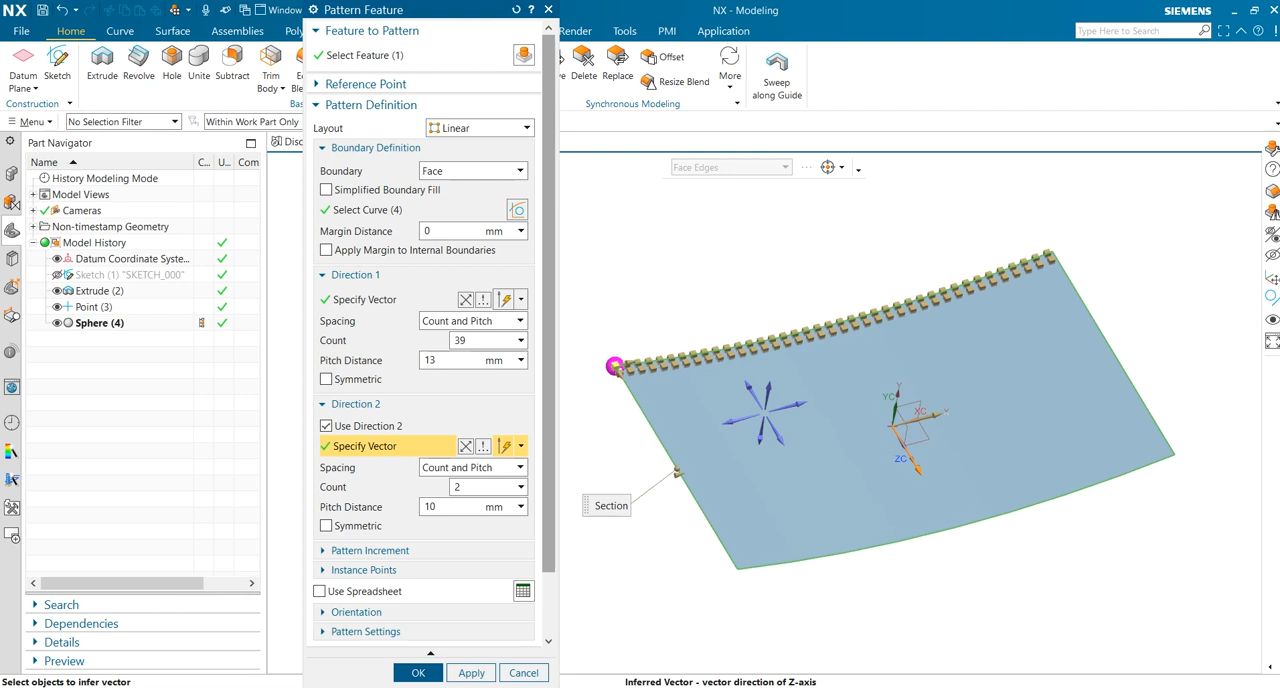 NX
Window
Pattern Feature
NX - Modeling
SIEMENS
File
Home
Curve
Surface
Assemblies
Render
Tools
PMI
Application
Type Here to Search
Datum
Plane
Sketch
Extrude
Revolve
Hole
Unite
Subtract
Trim
Body
Construction
Delete
Replace
Offset
Resize Blend
More
Sweep
along Guide
Synchronous Modeling
Menu
No Selection Filter
Within Work Part Only
Part Navigator
Name
C...
U...
Com
History Modeling Mode
Model Views
Cameras
Non-timestamp Geometry
Model History
Datum Coordinate Syste...
Sketch (1) "SKETCH_000"
Extrude (2)
Point (3)
Sphere (4)
Search
Details
Dependencies
Preview
Feature to Pattern
Select Feature (1)
Reference Point
Pattern Definition
Layout
Linear
Boundary Definition
Boundary
Face
Simplified Boundary Fill
Select Curve (4)
Margin Distance
0 mm
Apply Margin to Internal Boundaries
Direction 1
Specify Vector
Spacing
Count and Pitch
Count
39
Pitch Distance
13 mm
Symmetric
Direction 2
Use Direction 2
Specify Vector
Spacing
Count and Pitch
Count
2
Pitch Distance
10 mm
Symmetric
Pattern Increment
Instance Points
Use Spreadsheet
Orientation
Pattern Settings
OK
Apply
Cancel
Face Edges
Section
Y
YC
XC
X
ZC
Select objects to infer vector
Inferred Vector - vector direction of Z-axis